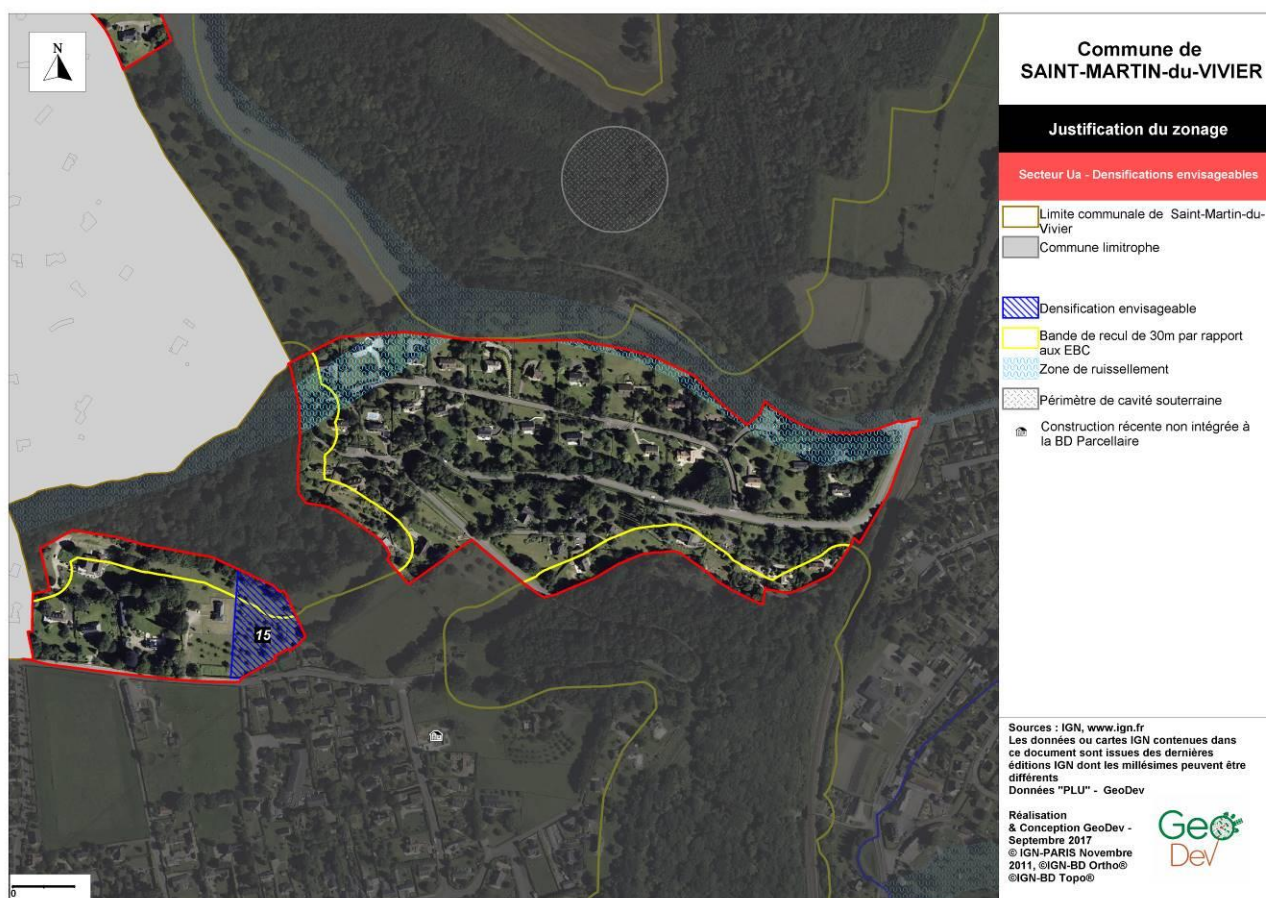 N
15
0
Commune de
SAINT-MARTIN-du-VIVIER
Justification du zonage
Secteur Ua - Densifications envisageables
Limite communale de Saint-Martin-du-
Vivier
Commune limitrophe
Densification envisageable
Bande de recul de 30m par rapport
aux EBC
Zone de ruissellement
Périmètre de cavité souterraine
Construction récente non intégrée à
la BD Parcellaire
Sources : IGN, www.ign.fr
Les données ou cartes IGN contenues dans
ce document sont issues des dernières
éditions IGN dont les millésimes peuvent être
différents
Données "PLU" - GeoDev
Réalisation
& Conception GeoDev -
Septembre 2017
© IGN-PARIS Novembre
2011, ©IGN-BD Ortho®
©IGN-BD Topo®
Geo
Dev